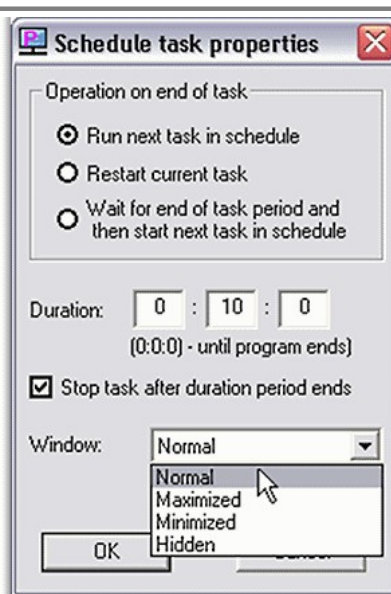 Schedule task properties
Operation on end of task
Run next task in schedule
Restart current task
Wait for end of task period and
then start next task in schedule
Duration: 0 : 10 : 0
(0:0:0) - until program ends)
Stop task after duration period ends
Window: Normal
Normal
Maximized
Minimized
Hidden
OK